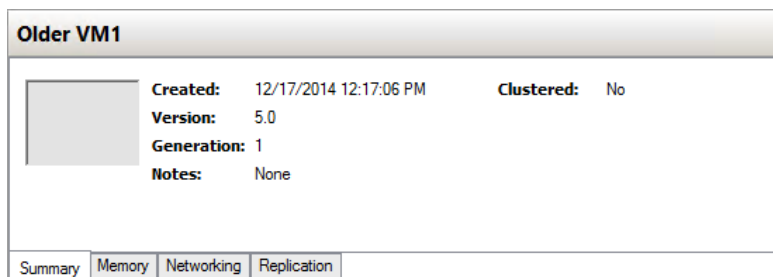 Older VM1
Created: 12/17/2014 12:17:06 PM Clustered: No
Version: 5.0
Generation: 1
Notes: None
Summary Memory Networking Replication